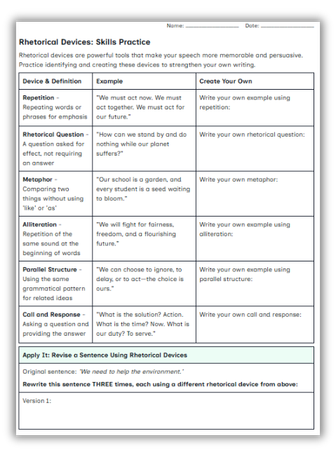 Name: Date:
Rhetorical Devices: Skills Practice
Rhetorical devices are powerful tools that make your speech more memorable and persuasive.
Practice identifying and creating these devices to strengthen your own writing.
Device & Definition Example Create Your Own
Repetition –
Repeating words or
phrases for emphasis
"We must act now. We must
act together. We must act for
our future."
Write your own example using
repetition:
Rhetorical Question –
A question asked for
effect, not requiring
an answer
"How can we stand by and do
nothing while our planet
suffers?"
Write your own rhetorical question:
Metaphor –
Comparing two
things without using
'like' or 'as'
"Our school is a garden, and
every student is a seed waiting
to bloom."
Write your own metaphor:
Alliteration –
Repetition of the
same sound at the
beginning of words
"We will fight for fairness,
freedom, and a flourishing
future."
Write your own example using
alliteration:
Parallel Structure –
Using the same
grammatical pattern
for related ideas
"We can choose to ignore, to
delay, or to act—the choice is
ours."
Write your own example using
parallel structure:
Call and Response –
Asking a question and
providing the answer
"What is the solution? Action.
What is the time? Now. What is
our duty? To serve."
Write your own call and response:
Apply It: Revise a Sentence Using Rhetorical Devices
Original sentence: 'We need to help the environment.'
Rewrite this sentence THREE times, each using a different rhetorical device from above:
Version 1: